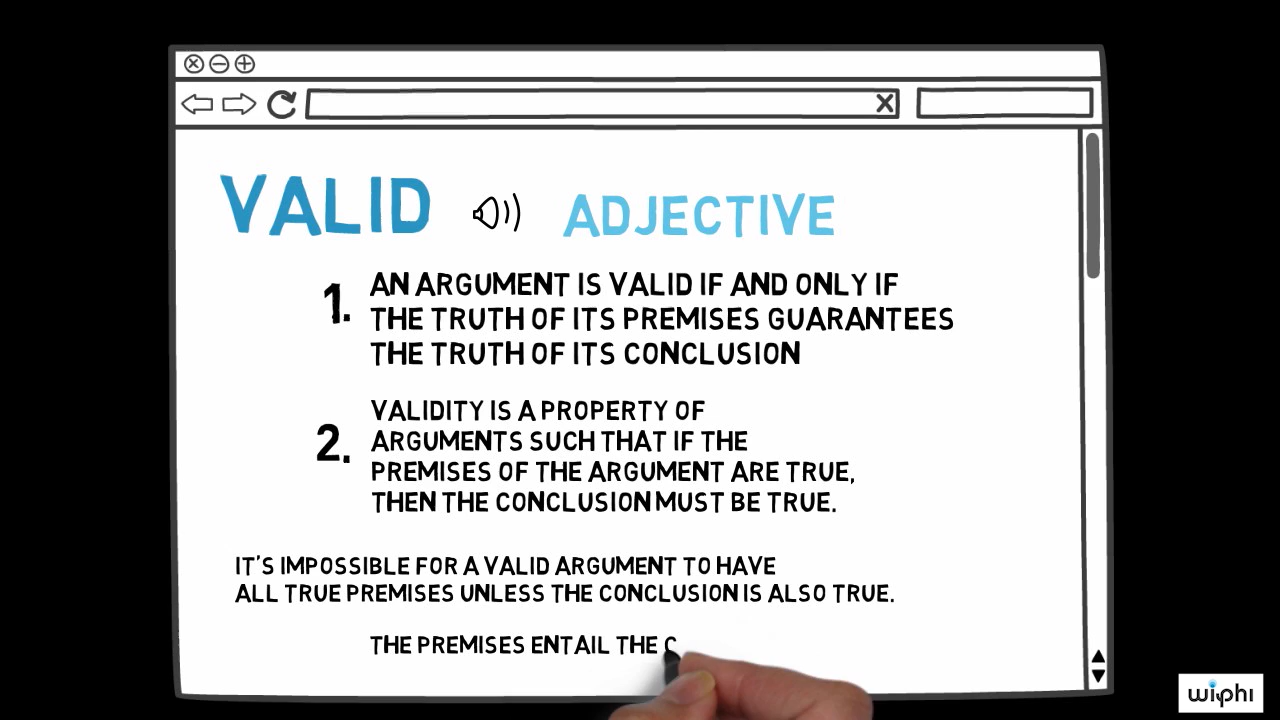 VALID ADJECTIVE
1. AN ARGUMENT IS VALID IF AND ONLY IF
THE TRUTH OF ITS PREMISES GUARANTEES
THE TRUTH OF ITS CONCLUSION
2. VALIDITY IS A PROPERTY OF
ARGUMENTS SUCH THAT IF THE
PREMISES OF THE ARGUMENT ARE TRUE,
THEN THE CONCLUSION MUST BE TRUE.
IT'S IMPOSSIBLE FOR A VALID ARGUMENT TO HAVE
ALL TRUE PREMISES UNLESS THE CONCLUSION IS ALSO TRUE.
THE PREMISES ENTAIL THE C
wiphi